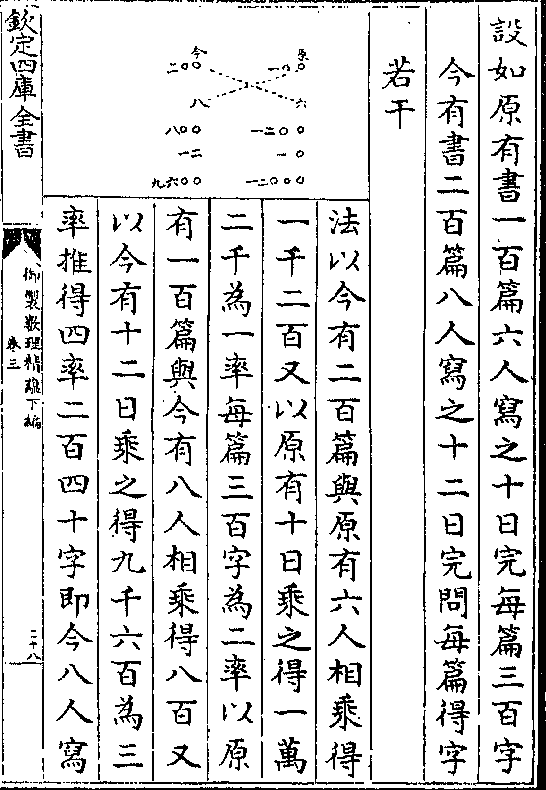 設如原有書一百篇六人寫之十日完每篇三百字
今有書二百篇八人寫之十二日完問每篇得字
若干
原
一〇〇
六
一二〇〇
一〇
一二〇〇〇
今
二〇〇
八
八〇〇
一二
九六〇〇
法以今有二百篇與原有六人相乘得
一千二百又以原有十日乘之得一萬
二千為一率每篇三百字為二率以原
有一百篇與今有八人相乘得八百又
以今有十二日乘之得九千六百為三
率推得四率二百四十字即今八人寫
欽定四庫全書
御製數理精蘊下編
卷三
二十八